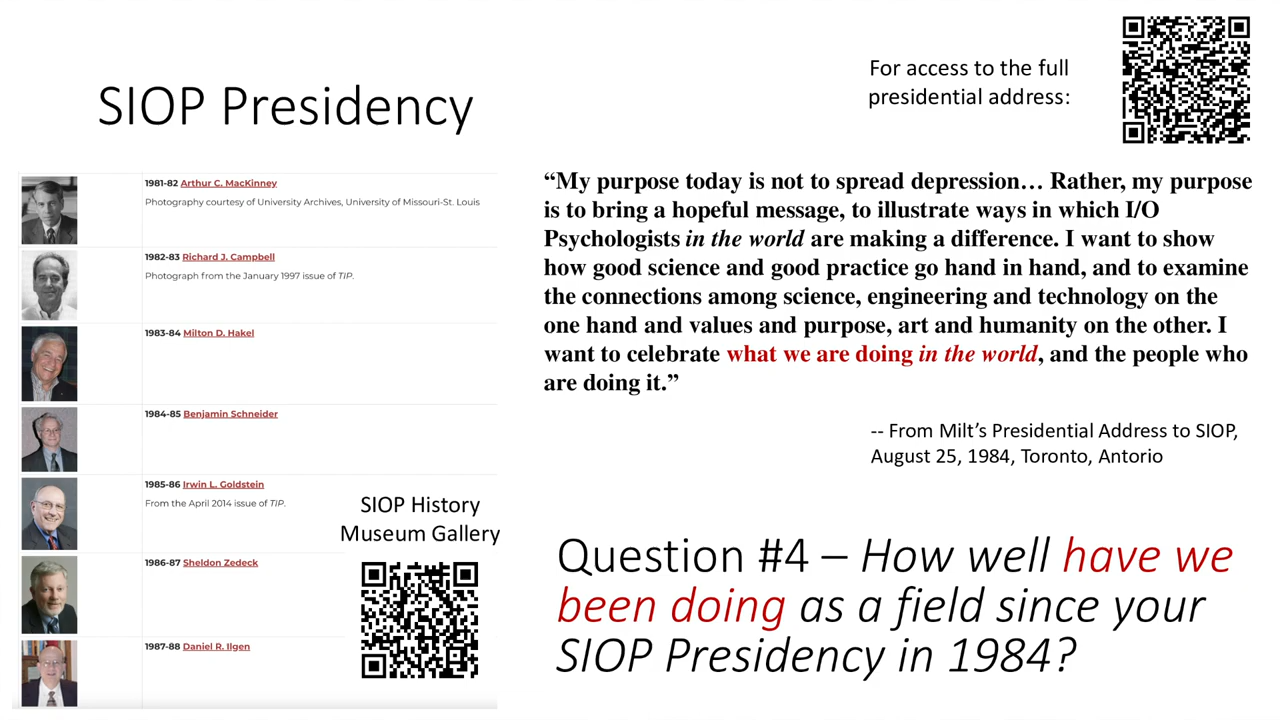 SIOP Presidency
For access to the full
presidential address:
1981-82 Arthur C. MacKinney
Photography courtesy of University Archives, University of Missouri-St. Louis
1982-83 Richard J. Campbell
Photograph from the January 1997 issue of TIP.
1983-84 Milton D. Hakel
1984-85 Benjamin Schneider
1985-86 Irwin L. Goldstein
From the April 2014 issue of TIP.
1986-87 Sheldon Zedeck
1987-88 Daniel R. Ilgen
SIOP History
Museum Gallery
“My purpose today is not to spread depression… Rather, my purpose
is to bring a hopeful message, to illustrate ways in which I/O
Psychologists in the world are making a difference. I want to show
how good science and good practice go hand in hand, and to examine
the connections among science, engineering and technology on the
one hand and values and purpose, art and humanity on the other. I
want to celebrate what we are doing in the world, and the people who
are doing it.”
-- From Milt’s Presidential Address to SIOP,
August 25, 1984, Toronto, Antorio
Question #4 – How well have we
been doing as a field since your
SIOP Presidency in 1984?